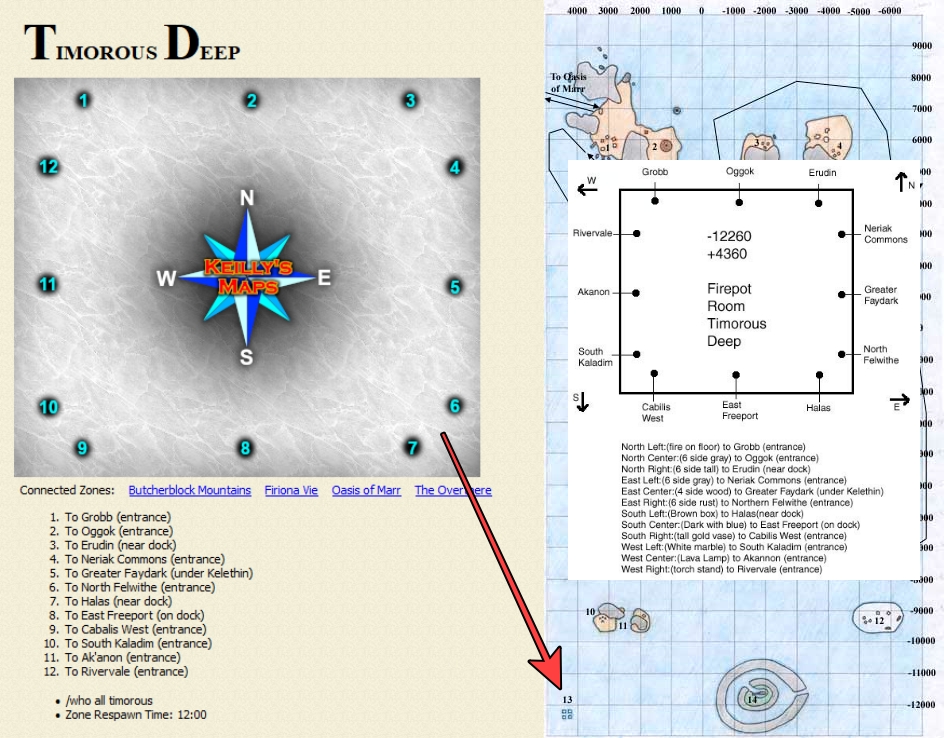 TIMOROUS DEEP
1
2
3
12
4
N
KEILLY'S
MAPS
W
E
11
5
S
10
6
9
8
7
Connected Zones: Butcherblock Mountains Firiona Vie Oasis of Marr The Overthere
1. To Grobb (entrance)
2. To Oggok (entrance)
3. To Erudin (near dock)
4. To Neriak Commons (entrance)
5. To Greater Faydark (under Kelethin)
6. To North Felwithe (entrance)
7. To Halas (near dock)
8. To East Freeport (on dock)
9. To Cabalis West (entrance)
10. To South Kaladim (entrance)
11. To Ak'anon (entrance)
12. To Rivervale (entrance)
• /who all timorous
• Zone Respawn Time: 12:00
4000 3000 2000 1000 0 -1000 -2000 -3000 -4000 -5000 -6000
9000
8000
To Oasis
of Marr
7000
6000
1
2
3
4
W
Grobb
Oggok
Erudin
N
Rivervale
Neriak
Commons
-12260
+4360
Akanon
Greater
Faydark
Firepot
Room
Timorous
Deep
South
Kaladim
North
Felwithe
S
Cabilis
West
East
Freeport
Halas
E
North Left:(fire on floor) to Grobb (entrance)
North Center:(6 side gray) to Oggok (entrance)
North Right:(6 side tall) to Erudin (near dock)
East Left:(6 side gray) to Neriak Commons (entrance)
East Center:(4 side wood) to Greater Faydark (under Kelethin)
East Right:(6 side rust) to Northern Felwithe (entrance)
South Left:(Brown box) to Halas(near dock)
South Center:(Dark with blue) to East Freeport (on dock)
South Right:(tall gold vase) to Cabilis West (entrance)
West Left:(White marble) to South Kaladim (entrance)
West Center:(Lava Lamp) to Akannon (entrance)
West Right:(torch stand) to Rivervale (entrance)
-9000
10
11
12
-10000
-11000
13
14
-12000